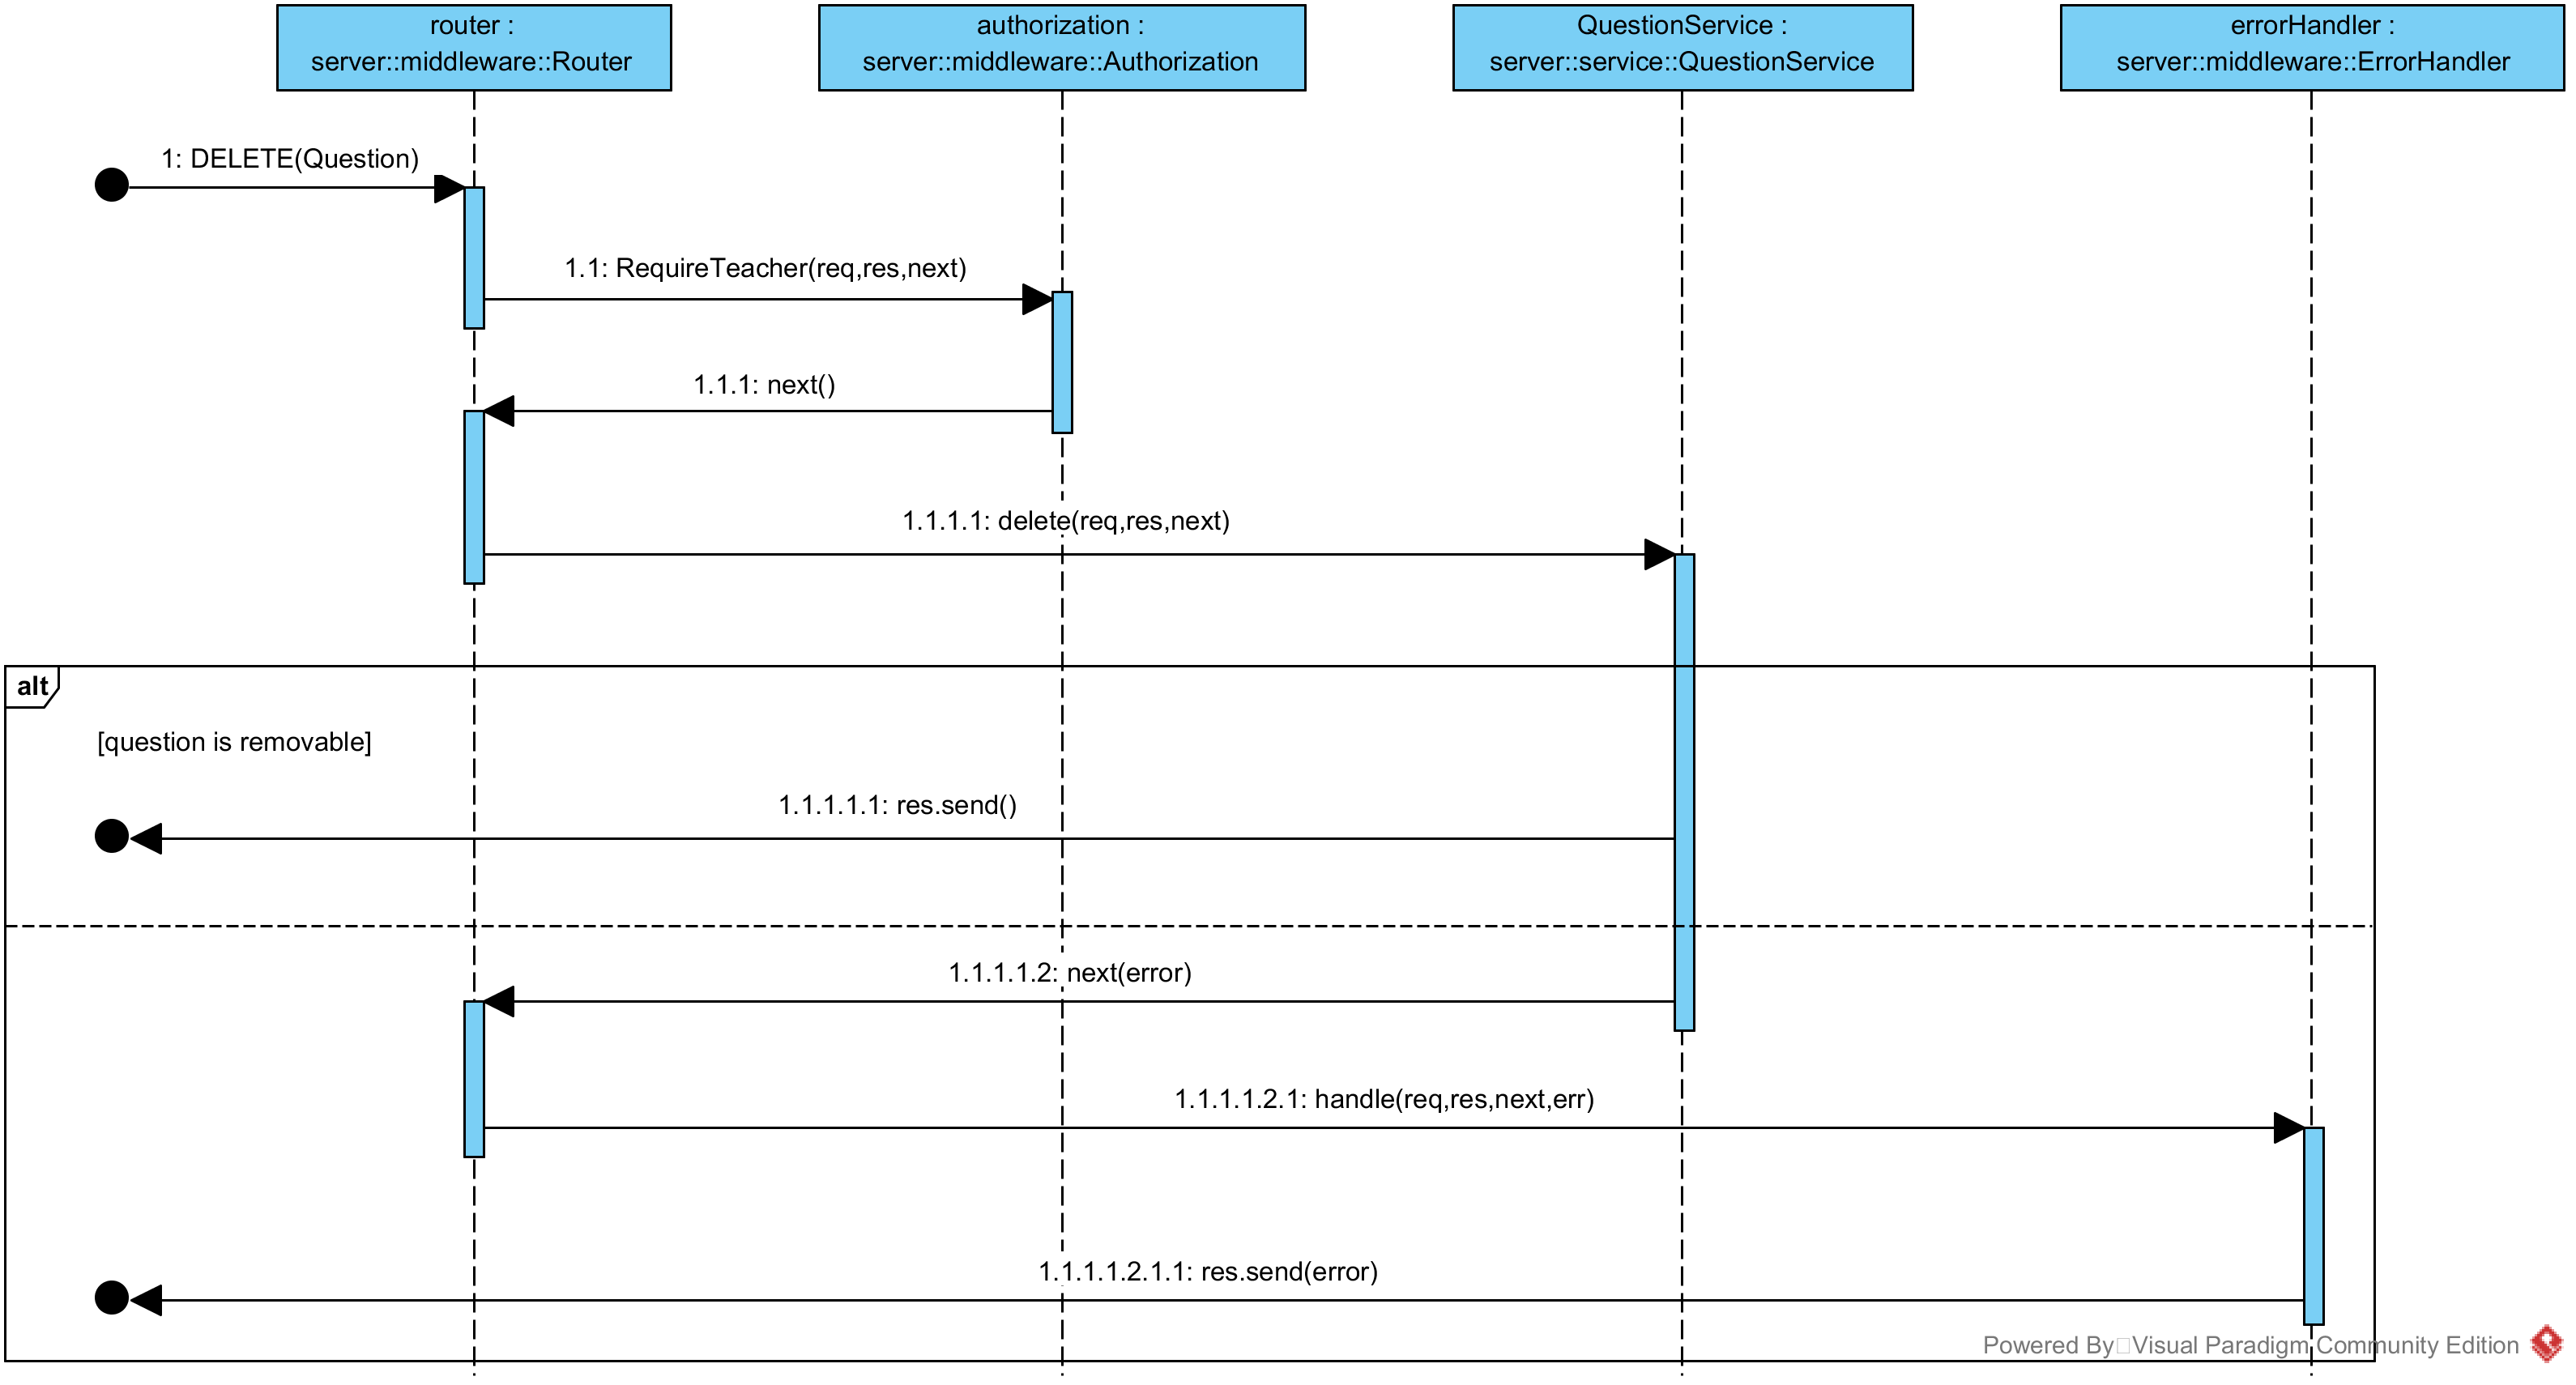 router :
server::middleware::Router
authorization :
server::middleware::Authorization
QuestionService :
server::service::QuestionService
errorHandler :
server::middleware::ErrorHandler
1: DELETE(Question)
1.1: RequireTeacher(req,res,next)
1.1.1: next()
1.1.1.1: delete(req,res,next)
alt
[question is removable]
1.1.1.1.1: res.send()
1.1.1.1.2: next(error)
1.1.1.1.2.1: handle(req,res,next,err)
1.1.1.1.2.1.1: res.send(error)
Powered By Visual Paradigm Community Edition